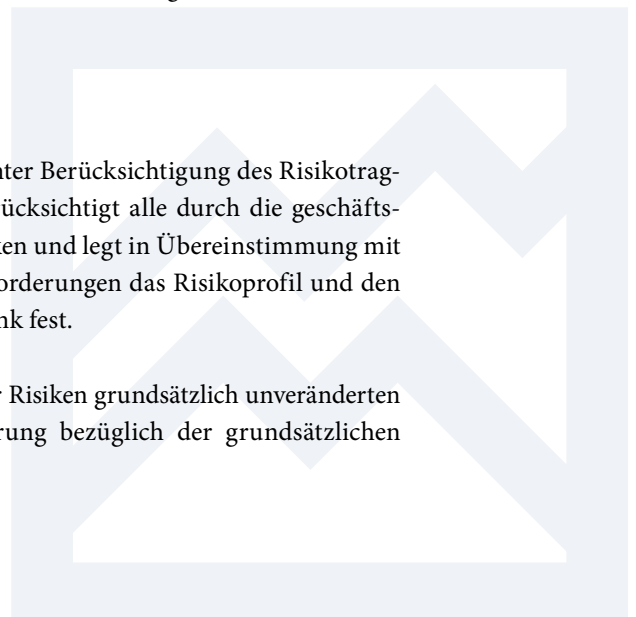 nter Berücksichtigung des Risikotrag-
ücksichtigt alle durch die geschäfts-
ken und legt in Übereinstimmung mit
orderungen das Risikoprofil und den
nk fest.
r Risiken grundsätzlich unveränderten
rung bezüglich der grundsätzlichen